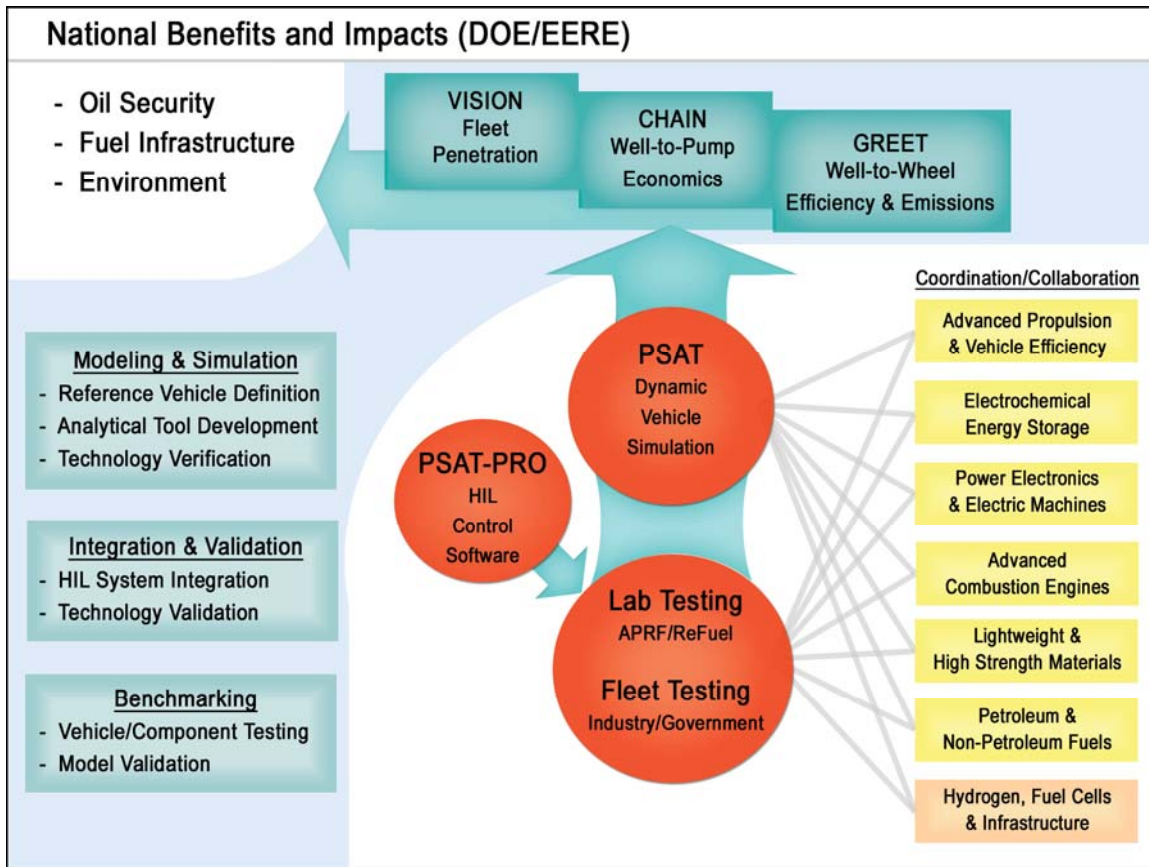 National Benefits and Impacts (DOE/EERE)
- Oil Security
- Fuel Infrastructure
- Environment
VISION
Fleet
Penetration
CHAIN
Well-to-Pump
Economics
GREET
Well-to-Wheel
Efficiency & Emissions
Modeling & Simulation
- Reference Vehicle Definition
- Analytical Tool Development
- Technology Verification
Integration & Validation
- HIL System Integration
- Technology Validation
Benchmarking
- Vehicle/Component Testing
- Model Validation
PSAT
Dynamic
Vehicle
Simulation
PSAT-PRO
HIL
Control
Software
Lab Testing
APRF/ReFuel
Fleet Testing
Industry/Government
Coordination/Collaboration
Advanced Propulsion
& Vehicle Efficiency
Electrochemical
Energy Storage
Power Electronics
& Electric Machines
Advanced
Combustion Engines
Lightweight &
High Strength Materials
Petroleum &
Non-Petroleum Fuels
Hydrogen, Fuel Cells
& Infrastructure